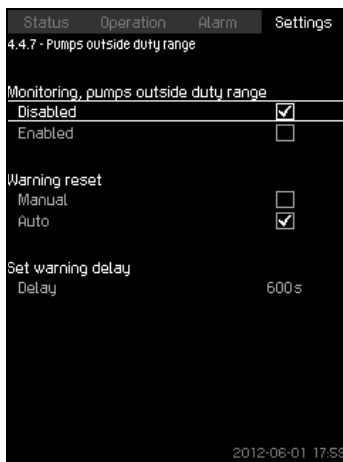 Status Operation Alarm Settings
4.4.7 - Pumps outside duty range
Monitoring, pumps outside duty range
Disabled
Enabled
Warning reset
Manual
Auto
Set warning delay
Delay 600s
2012-06-01 17:59